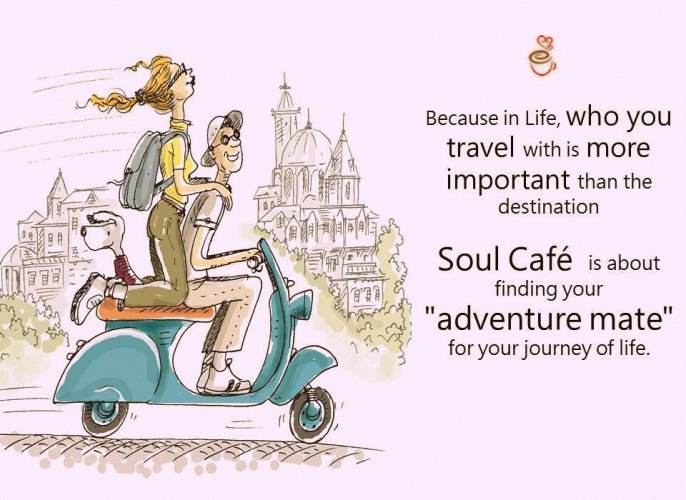 Because in Life, who you
travel with is more
important than the
destination
Soul Café is about
finding your
"adventure mate"
for your journey of life.